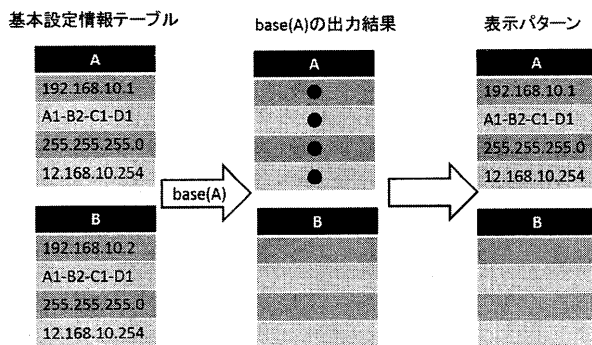 基本設定情報テーブル
A
192.168.10.1
A1-B2-C1-D1
255.255.255.0
12.168.10.254
B
192.168.10.2
A1-B2-C1-D1
255.255.255.0
12.168.10.254
base(A)
base(A)の出力結果
A
B
表示パターン
A
192.168.10.1
A1-B2-C1-D1
255.255.255.0
12.168.10.254
B